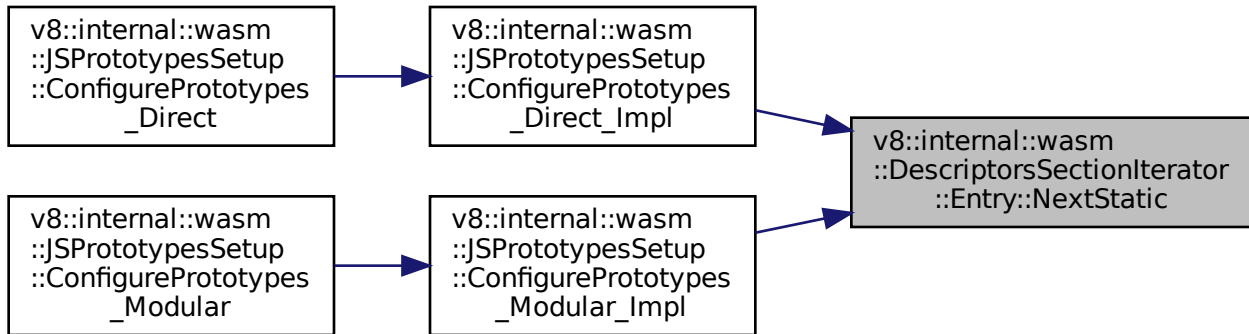 v8::internal::wasm
::JSPrototypesSetup
::ConfigurePrototypes
_Direct
v8::internal::wasm
::JSPrototypesSetup
::ConfigurePrototypes
_Direct_Impl
v8::internal::wasm
::DescriptorsSectionIterator
::Entry::NextStatic
v8::internal::wasm
::JSPrototypesSetup
::ConfigurePrototypes
_Modular
v8::internal::wasm
::JSPrototypesSetup
::ConfigurePrototypes
_Modular_Impl